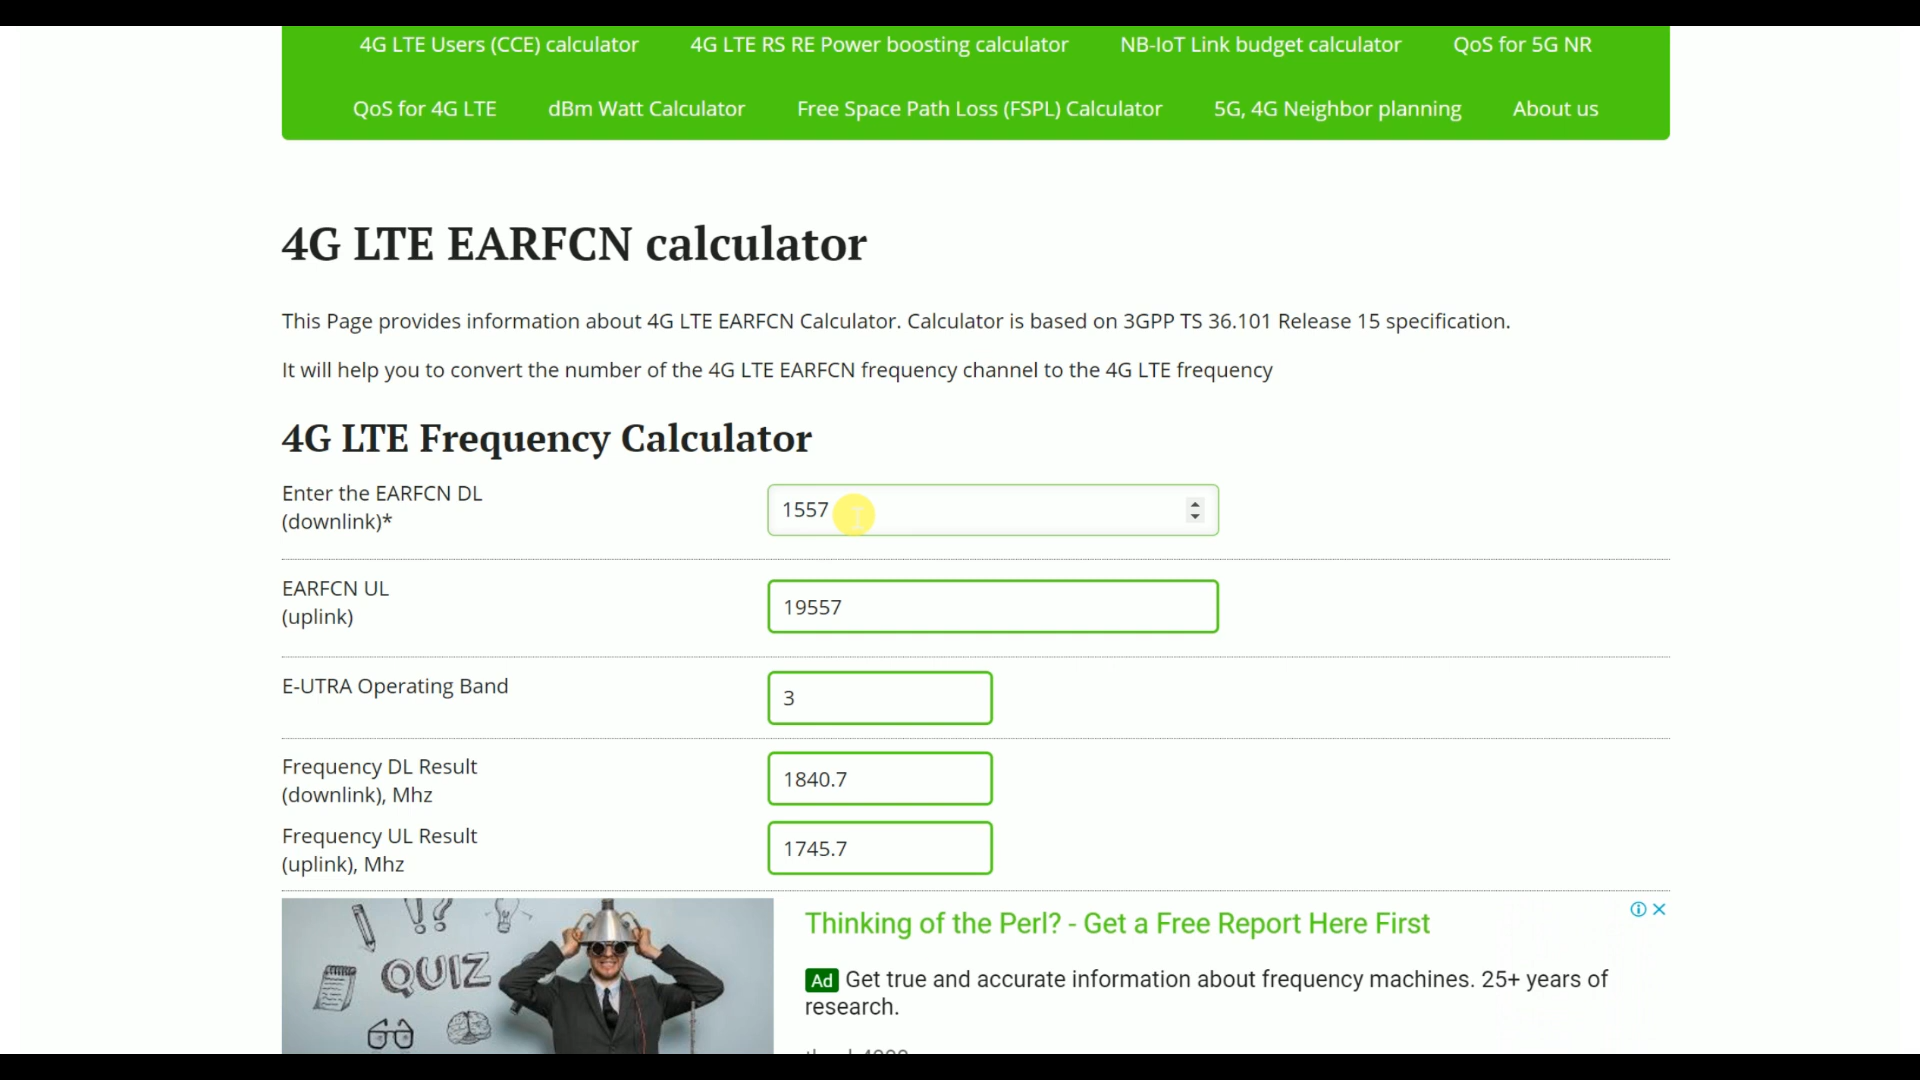 4G LTE Users (CCE) calculator 4G LTE RS RE Power boosting calculator NB-IoT Link budget calculator QoS for 5G NR
QoS for 4G LTE dBm Watt Calculator Free Space Path Loss (FSPL) Calculator 5G, 4G Neighbor planning About us
4G LTE EARFCN calculator
This Page provides information about 4G LTE EARFCN Calculator. Calculator is based on 3GPP TS 36.101 Release 15 specification.
It will help you to convert the number of the 4G LTE EARFCN frequency channel to the 4G LTE frequency
4G LTE Frequency Calculator
Enter the EARFCN DL
(downlink)*
1557
EARFCN UL
(uplink)
19557
E-UTRA Operating Band
3
Frequency DL Result
(downlink), Mhz
1840.7
Frequency UL Result
(uplink), Mhz
1745.7
!?
QUIZ
Thinking of the Perl? - Get a Free Report Here First
Ad Get true and accurate information about frequency machines. 25+ years of
research.